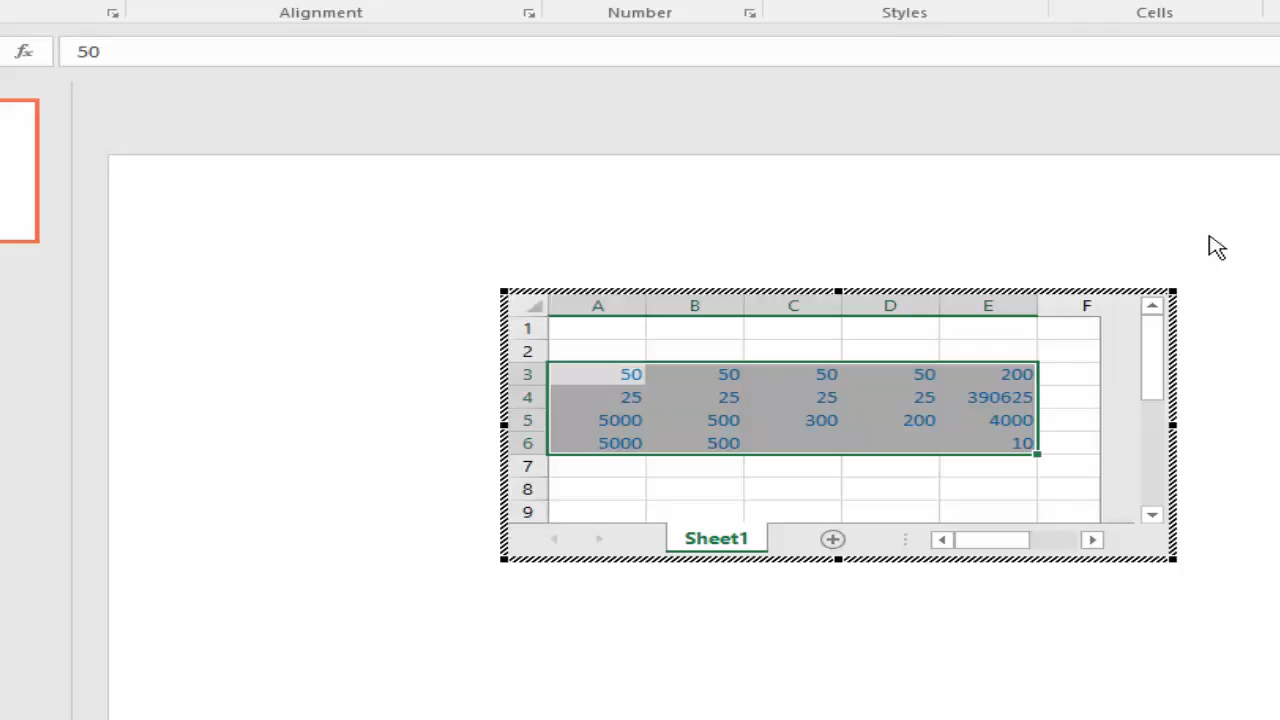 Alignment Number Styles Cells
fx 50
A B C D E F
1
2
3 50 50 50 50 200
4 25 25 25 25 390625
5 5000 500 300 200 4000
6 5000 500 10
7
8
9
Sheet1